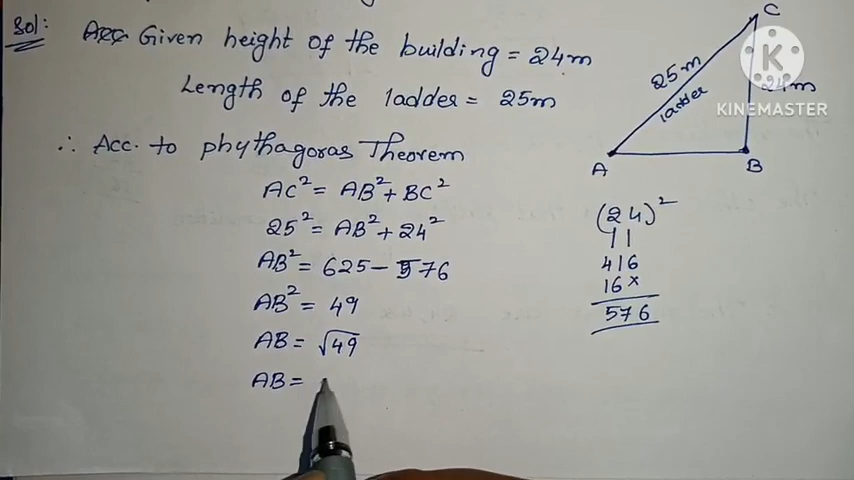 Sol: Given height of the building = 24m
Length of the ladder = 25m
∴ Acc. to phythagoras Theorem
AC² = AB² + BC²
25² = AB² + 24²
AB² = 625 - 576
AB² = 49
AB = √49
AB =
C
25m
ladder
24m
A
B
K
KINEMASTER
(24)²
416
16×
576